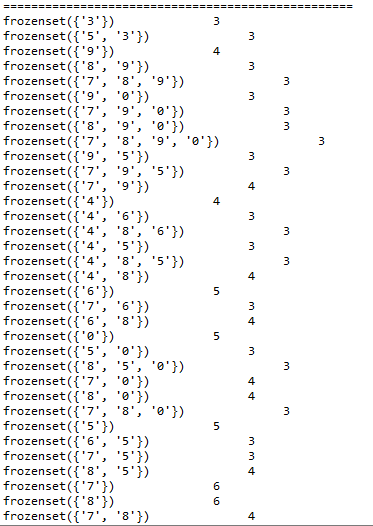 ==================================================
frozenset({'3'}) 3
frozenset({'5', '3'}) 3
frozenset({'9'}) 4
frozenset({'8', '9'}) 3
frozenset({'7', '8', '9'}) 3
frozenset({'9', '0'}) 3
frozenset({'7', '9', '0'}) 3
frozenset({'8', '9', '0'}) 3
frozenset({'7', '8', '9', '0'}) 3
frozenset({'9', '5'}) 3
frozenset({'7', '9', '5'}) 3
frozenset({'7', '9'}) 4
frozenset({'4'}) 4
frozenset({'4', '6'}) 3
frozenset({'4', '8', '6'}) 3
frozenset({'4', '5'}) 3
frozenset({'4', '8', '5'}) 3
frozenset({'4', '8'}) 4
frozenset({'6'}) 5
frozenset({'7', '6'}) 3
frozenset({'6', '8'}) 4
frozenset({'0'}) 5
frozenset({'5', '0'}) 3
frozenset({'8', '5', '0'}) 3
frozenset({'7', '0'}) 4
frozenset({'8', '0'}) 4
frozenset({'7', '8', '0'}) 3
frozenset({'5'}) 5
frozenset({'6', '5'}) 3
frozenset({'7', '5'}) 3
frozenset({'8', '5'}) 4
frozenset({'7'}) 6
frozenset({'8'}) 6
frozenset({'7', '8'}) 4